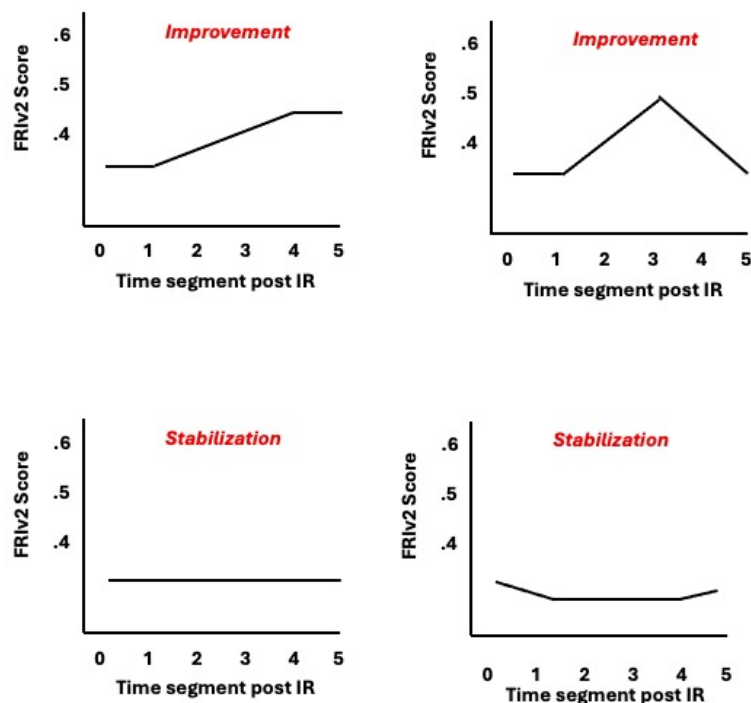 Improvement
FRIv2 Score
.6
.5
.4
0 1 2 3 4 5
Time segment post IR
Improvement
FRIv2 Score
.6
.5
.4
0 1 2 3 4 5
Time segment post IR
Stabilization
FRIv2 Score
.6
.5
.4
0 1 2 3 4 5
Time segment post IR
Stabilization
FRIv2 Score
.6
.5
.4
0 1 2 3 4 5
Time segment post IR